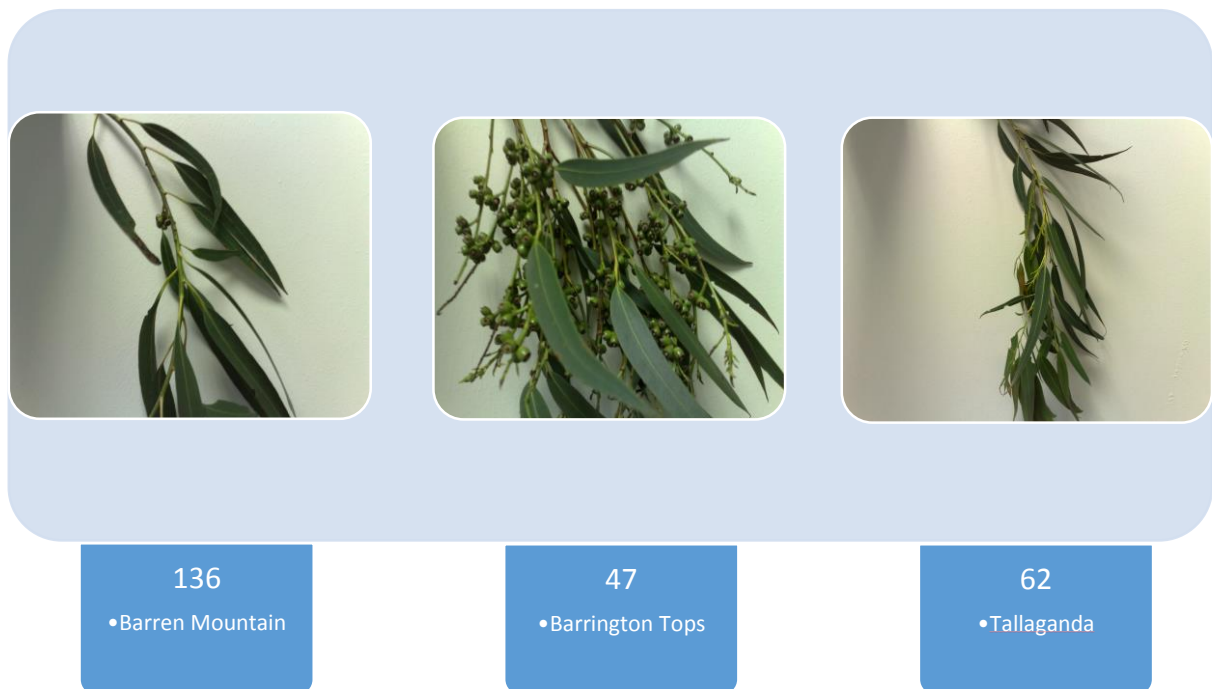 136
•Barren Mountain
47
•Barrington Tops
62
•Tallaganda